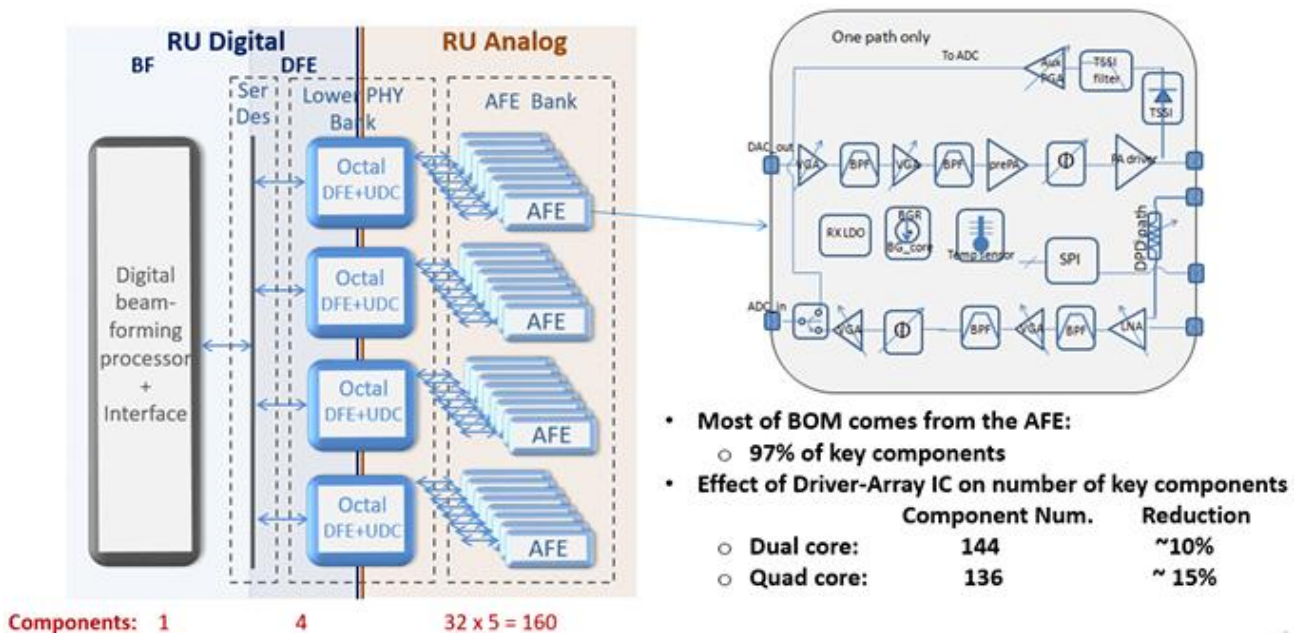 RU Digital
RU Analog
BF
DFE
Ser
Des
Lower PHY
Bank
AFE Bank
Digital
beam-
forming
processor
+
Interface
Octal
DFE+UDC
AFE
Octal
DFE+UDC
AFE
Octal
DFE+UDC
AFE
Octal
DFE+UDC
AFE
Components: 1 4 32 x 5 = 160
One path only
To ADC
Aux
PGA
TSSI
filter
TSSI
DAC_out
VGA
BPF
VGA
BPF
prePA
Φ
PA driver
RX LDO
BGR
BG_core
Temp sensor
SPI
DPD path
ADC_in
VGA
Φ
BPF
VGA
BPF
LNA
• Most of BOM comes from the AFE:
○ 97% of key components
• Effect of Driver-Array IC on number of key components
Component Num. Reduction
○ Dual core: 144 ~10%
○ Quad core: 136 ~ 15%